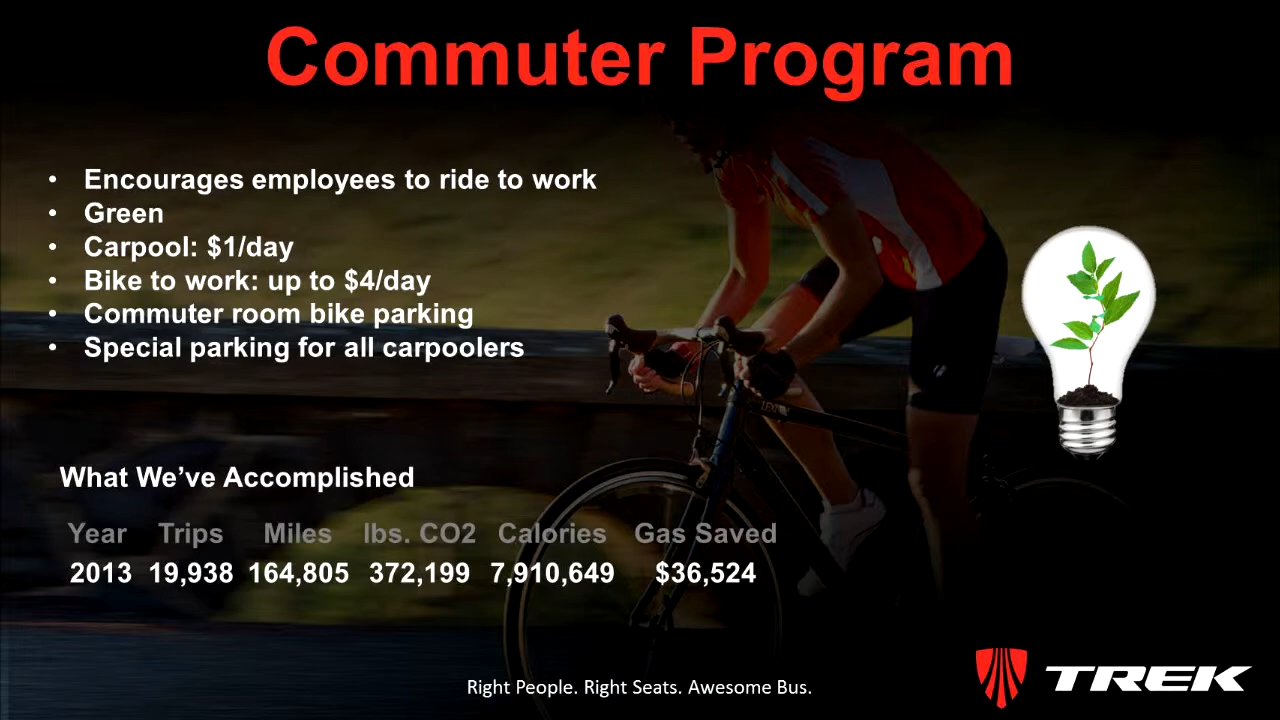 Commuter Program
• Encourages employees to ride to work
• Green
• Carpool: $1/day
• Bike to work: up to $4/day
• Commuter room bike parking
• Special parking for all carpoolers
What We’ve Accomplished
Year Trips Miles lbs. CO2 Calories Gas Saved
2013 19,938 164,805 372,199 7,910,649 $36,524
Right People. Right Seats. Awesome Bus.
TREK